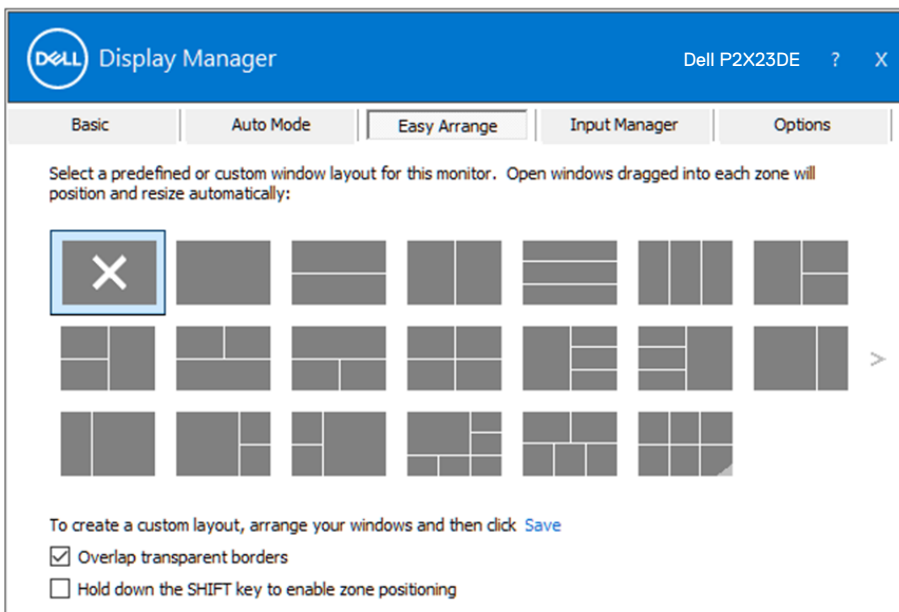 DELL Display Manager Dell P2X23DE ? X
Basic Auto Mode Easy Arrange Input Manager Options
Select a predefined or custom window layout for this monitor. Open windows dragged into each zone will
position and resize automatically:
>
To create a custom layout, arrange your windows and then click Save
Overlap transparent borders
Hold down the SHIFT key to enable zone positioning